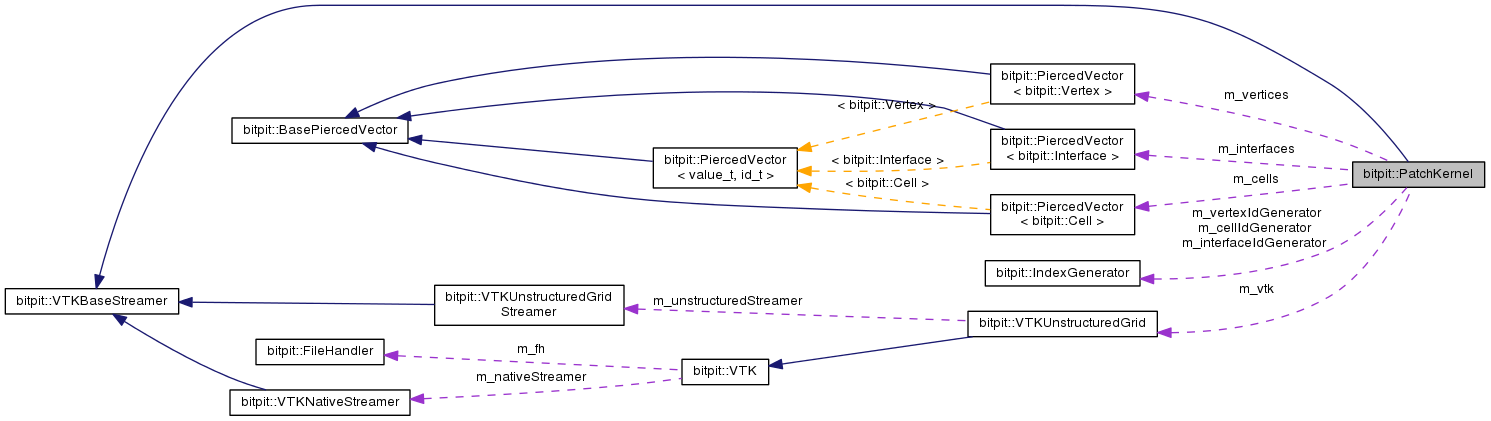 bitpit::PiercedVector
< bitpit::Vertex >
m_vertices
< bitpit::Vertex >
bitpit::BasePiercedVector
bitpit::PiercedVector
< bitpit::Interface >
m_interfaces
bitpit::PiercedVector
< value_t, id_t >
< bitpit::Interface >
bitpit::PatchKernel
m_cells
< bitpit::Cell >
bitpit::PiercedVector
< bitpit::Cell >
m_vertexIdGenerator
m_cellIdGenerator
m_interfaceIdGenerator
bitpit::IndexGenerator
m_vtk
bitpit::VTKBaseStreamer
bitpit::VTKUnstructuredGrid
Streamer
m_unstructuredStreamer
bitpit::VTKUnstructuredGrid
bitpit::FileHandler
m_fh
bitpit::VTK
m_nativeStreamer
bitpit::VTKNativeStreamer